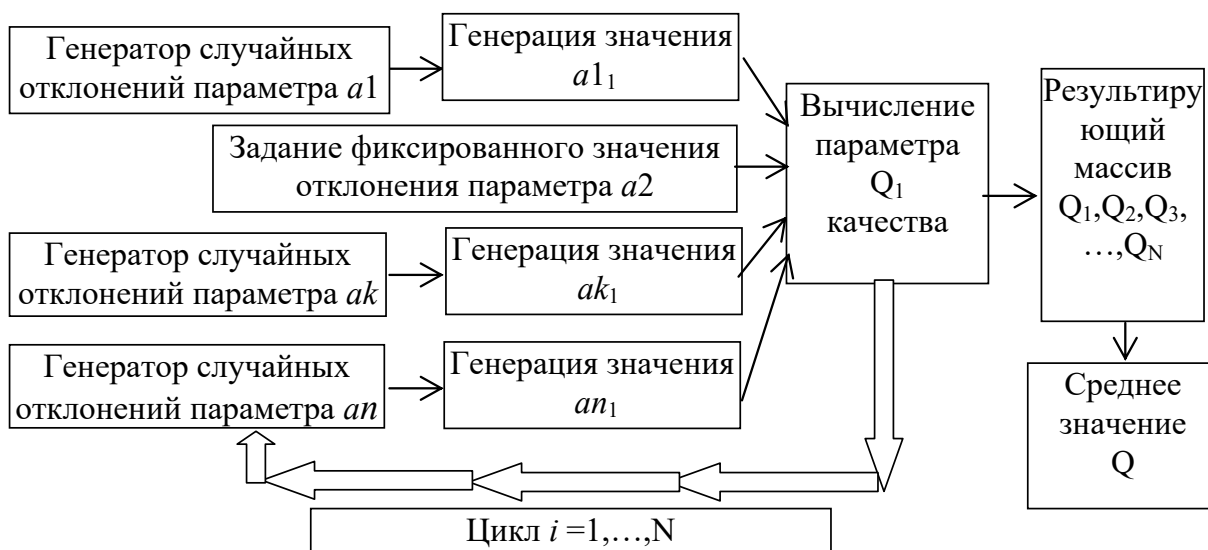 Генератор случайных
отклонений параметра a1
Генерация значения
a1₁
Задание фиксированного значения
отклонения параметра a2
Генератор случайных
отклонений параметра ak
Генерация значения
ak₁
Генератор случайных
отклонений параметра an
Генерация значения
an₁
Вычисление
параметра
Q₁
качества
Результиру
ющий
массив
Q₁,Q₂,Q₃,
…,Q_N
Среднее
значение
Q
Цикл i =1,…,N